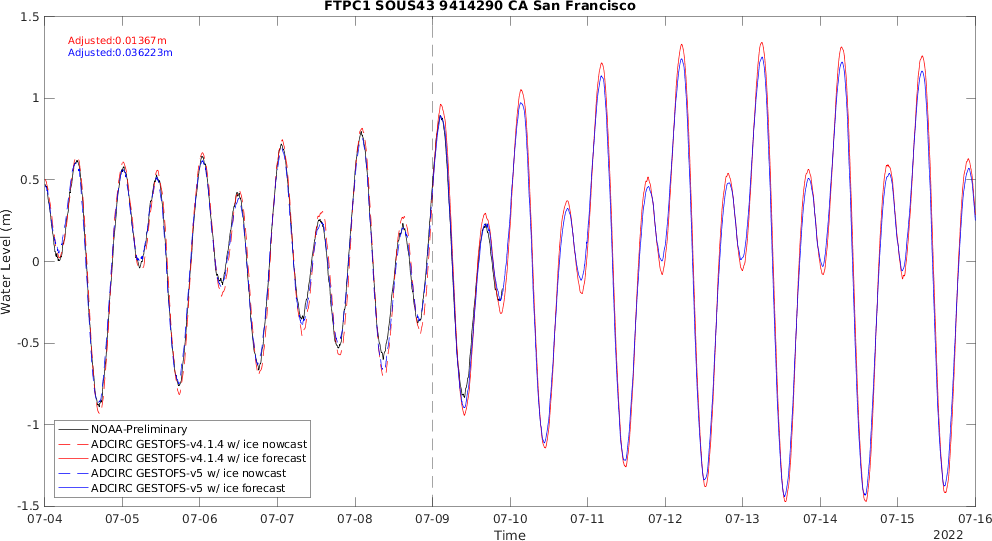 FTPC1 SOUS43 9414290 CA San Francisco
Adjusted:0.01367m
Adjusted:0.036223m
1.5
1
0.5
0
-0.5
-1
-1.5
Water Level (m)
NOAA-Preliminary
ADCIRC GESTOFS-v4.1.4 w/ ice nowcast
ADCIRC GESTOFS-v4.1.4 w/ ice forecast
ADCIRC GESTOFS-v5 w/ ice nowcast
ADCIRC GESTOFS-v5 w/ ice forecast
07-04 07-05 07-06 07-07 07-08 07-09 07-10 07-11 07-12 07-13 07-14 07-15 07-16
Time
2022